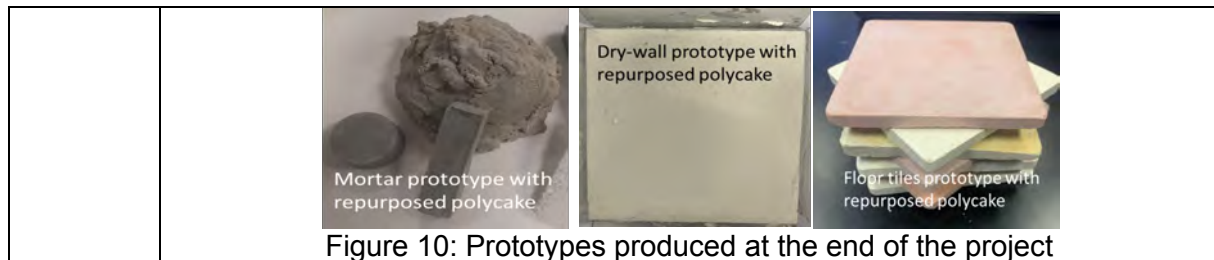 Mortar prototype with
repurposed polycake
Dry-wall prototype with
repurposed polycake
Floor tiles prototype with
repurposed polycake
Figure 10: Prototypes produced at the end of the project